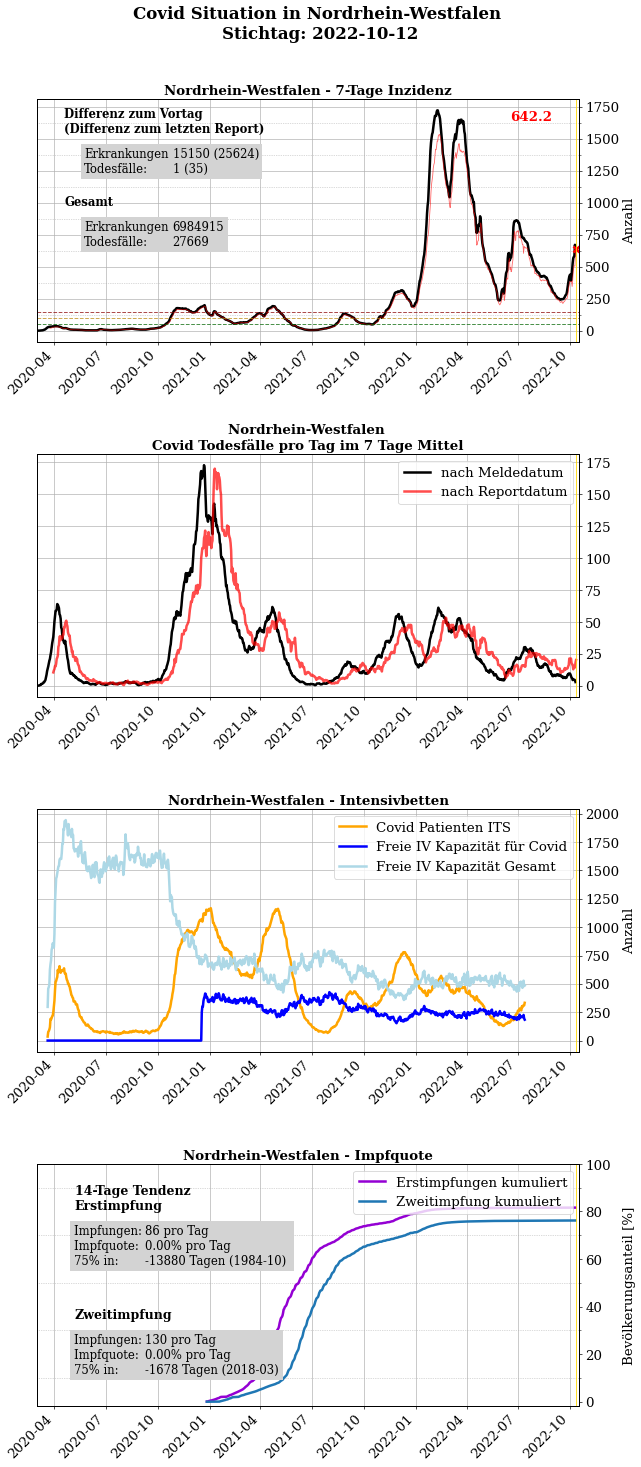 Covid Situation in Nordrhein-Westfalen
Stichtag: 2022-10-12
Nordrhein-Westfalen - 7-Tage Inzidenz
Differenz zum Vortag
(Differenz zum letzten Report)
Erkrankungen 15150 (25624)
Todesfälle: 1 (35)
Gesamt
Erkrankungen 6984915
Todesfälle: 27669
642.2
1750
1500
1250
1000
750
500
250
0
Anzahl
2020-04
2020-07
2020-10
2021-01
2021-04
2021-07
2021-10
2022-01
2022-04
2022-07
2022-10
Nordrhein-Westfalen
Covid Todesfälle pro Tag im 7 Tage Mittel
nach Meldedatum
nach Reportdatum
175
150
125
100
75
50
25
0
2020-04
2020-07
2020-10
2021-01
2021-04
2021-07
2021-10
2022-01
2022-04
2022-07
2022-10
Nordrhein-Westfalen - Intensivbetten
Covid Patienten ITS
Freie IV Kapazität für Covid
Freie IV Kapazität Gesamt
2000
1750
1500
1250
1000
750
500
250
0
Anzahl
2020-04
2020-07
2020-10
2021-01
2021-04
2021-07
2021-10
2022-01
2022-04
2022-07
2022-10
Nordrhein-Westfalen - Impfquote
Erstimpfungen kumuliert
Zweitimpfung kumuliert
14-Tage Tendenz
Erstimpfung
Impfungen: 86 pro Tag
Impfquote: 0.00% pro Tag
75% in: -13880 Tagen (1984-10)
Zweitimpfung
Impfungen: 130 pro Tag
Impfquote: 0.00% pro Tag
75% in: -1678 Tagen (2018-03)
100
80
60
40
20
0
Bevölkerungsanteil [%]
2020-04
2020-07
2020-10
2021-01
2021-04
2021-07
2021-10
2022-01
2022-04
2022-07
2022-10